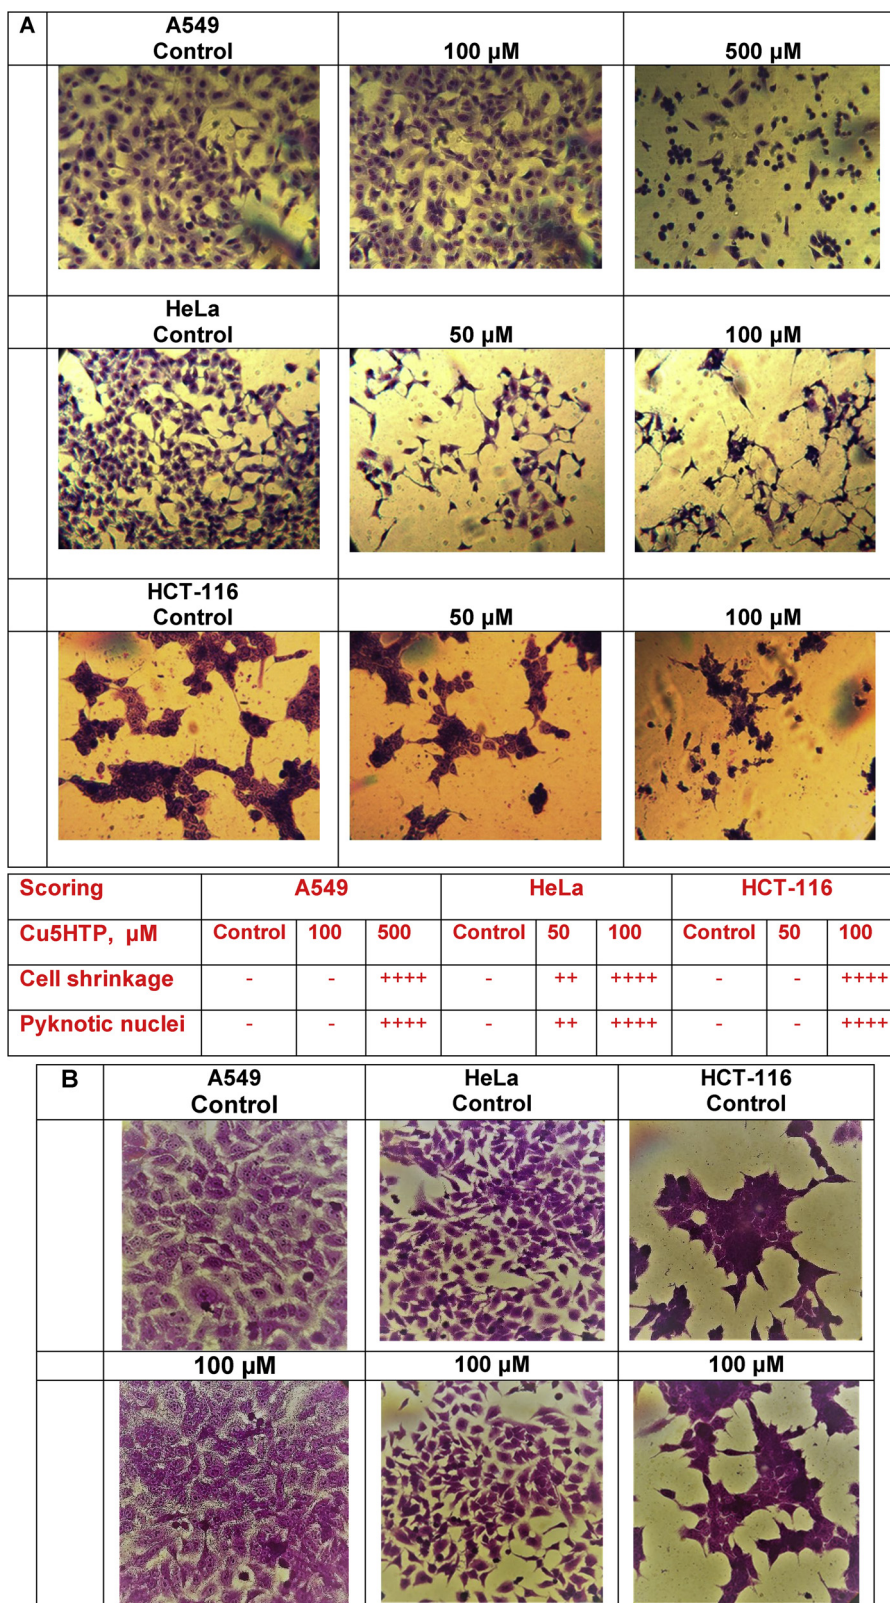 A
A549
Control
100 µM
500 µM
HeLa
Control
50 µM
100 µM
HCT-116
Control
50 µM
100 µM
Scoring A549 HeLa HCT-116
Cu5HTP, µM Control 100 500 Control 50 100 Control 50 100
Cell shrinkage - - ++++ - ++ ++++ - - ++++
Pyknotic nuclei - - ++++ - ++ ++++ - - ++++
B
A549
Control
HeLa
Control
HCT-116
Control
100 µM
100 µM
100 µM